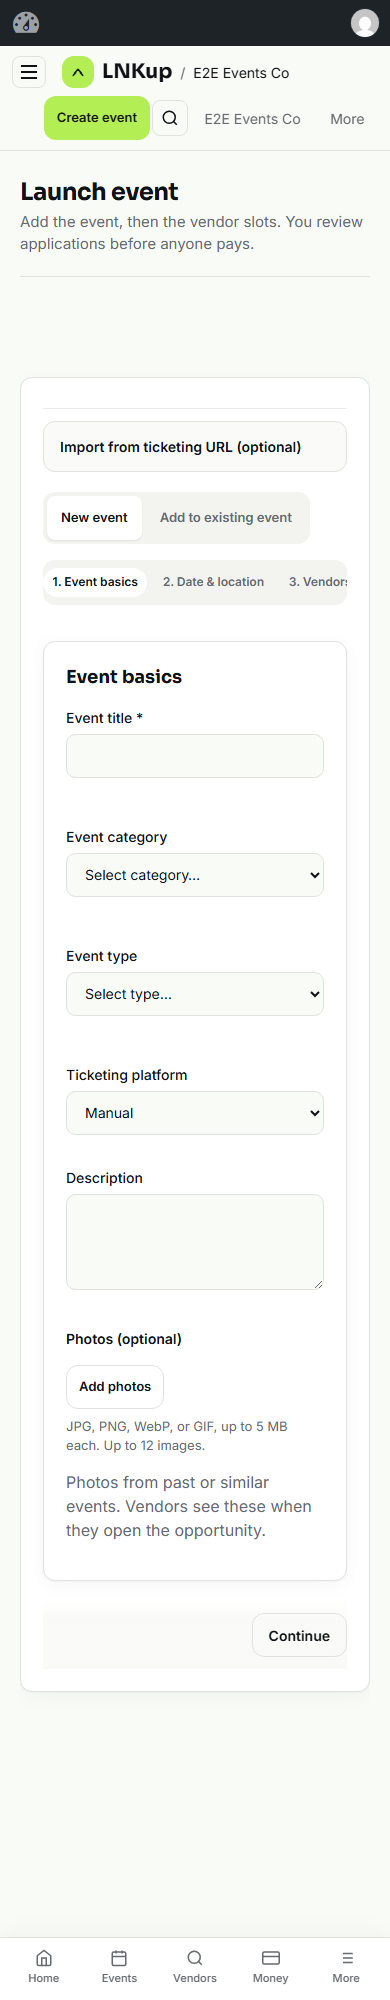 LNKup / E2E Events Co
Create event E2E Events Co More
Launch event
Add the event, then the vendor slots. You review
applications before anyone pays.
Import from ticketing URL (optional)
New event Add to existing event
1. Event basics 2. Date & location 3. Vendors
Event basics
Event title *
Event category
Select category...
Event type
Select type...
Ticketing platform
Manual
Description
Photos (optional)
Add photos
JPG, PNG, WebP, or GIF, up to 5 MB
each. Up to 12 images.
Photos from past or similar
events. Vendors see these when
they open the opportunity.
Continue
Home Events Vendors Money More